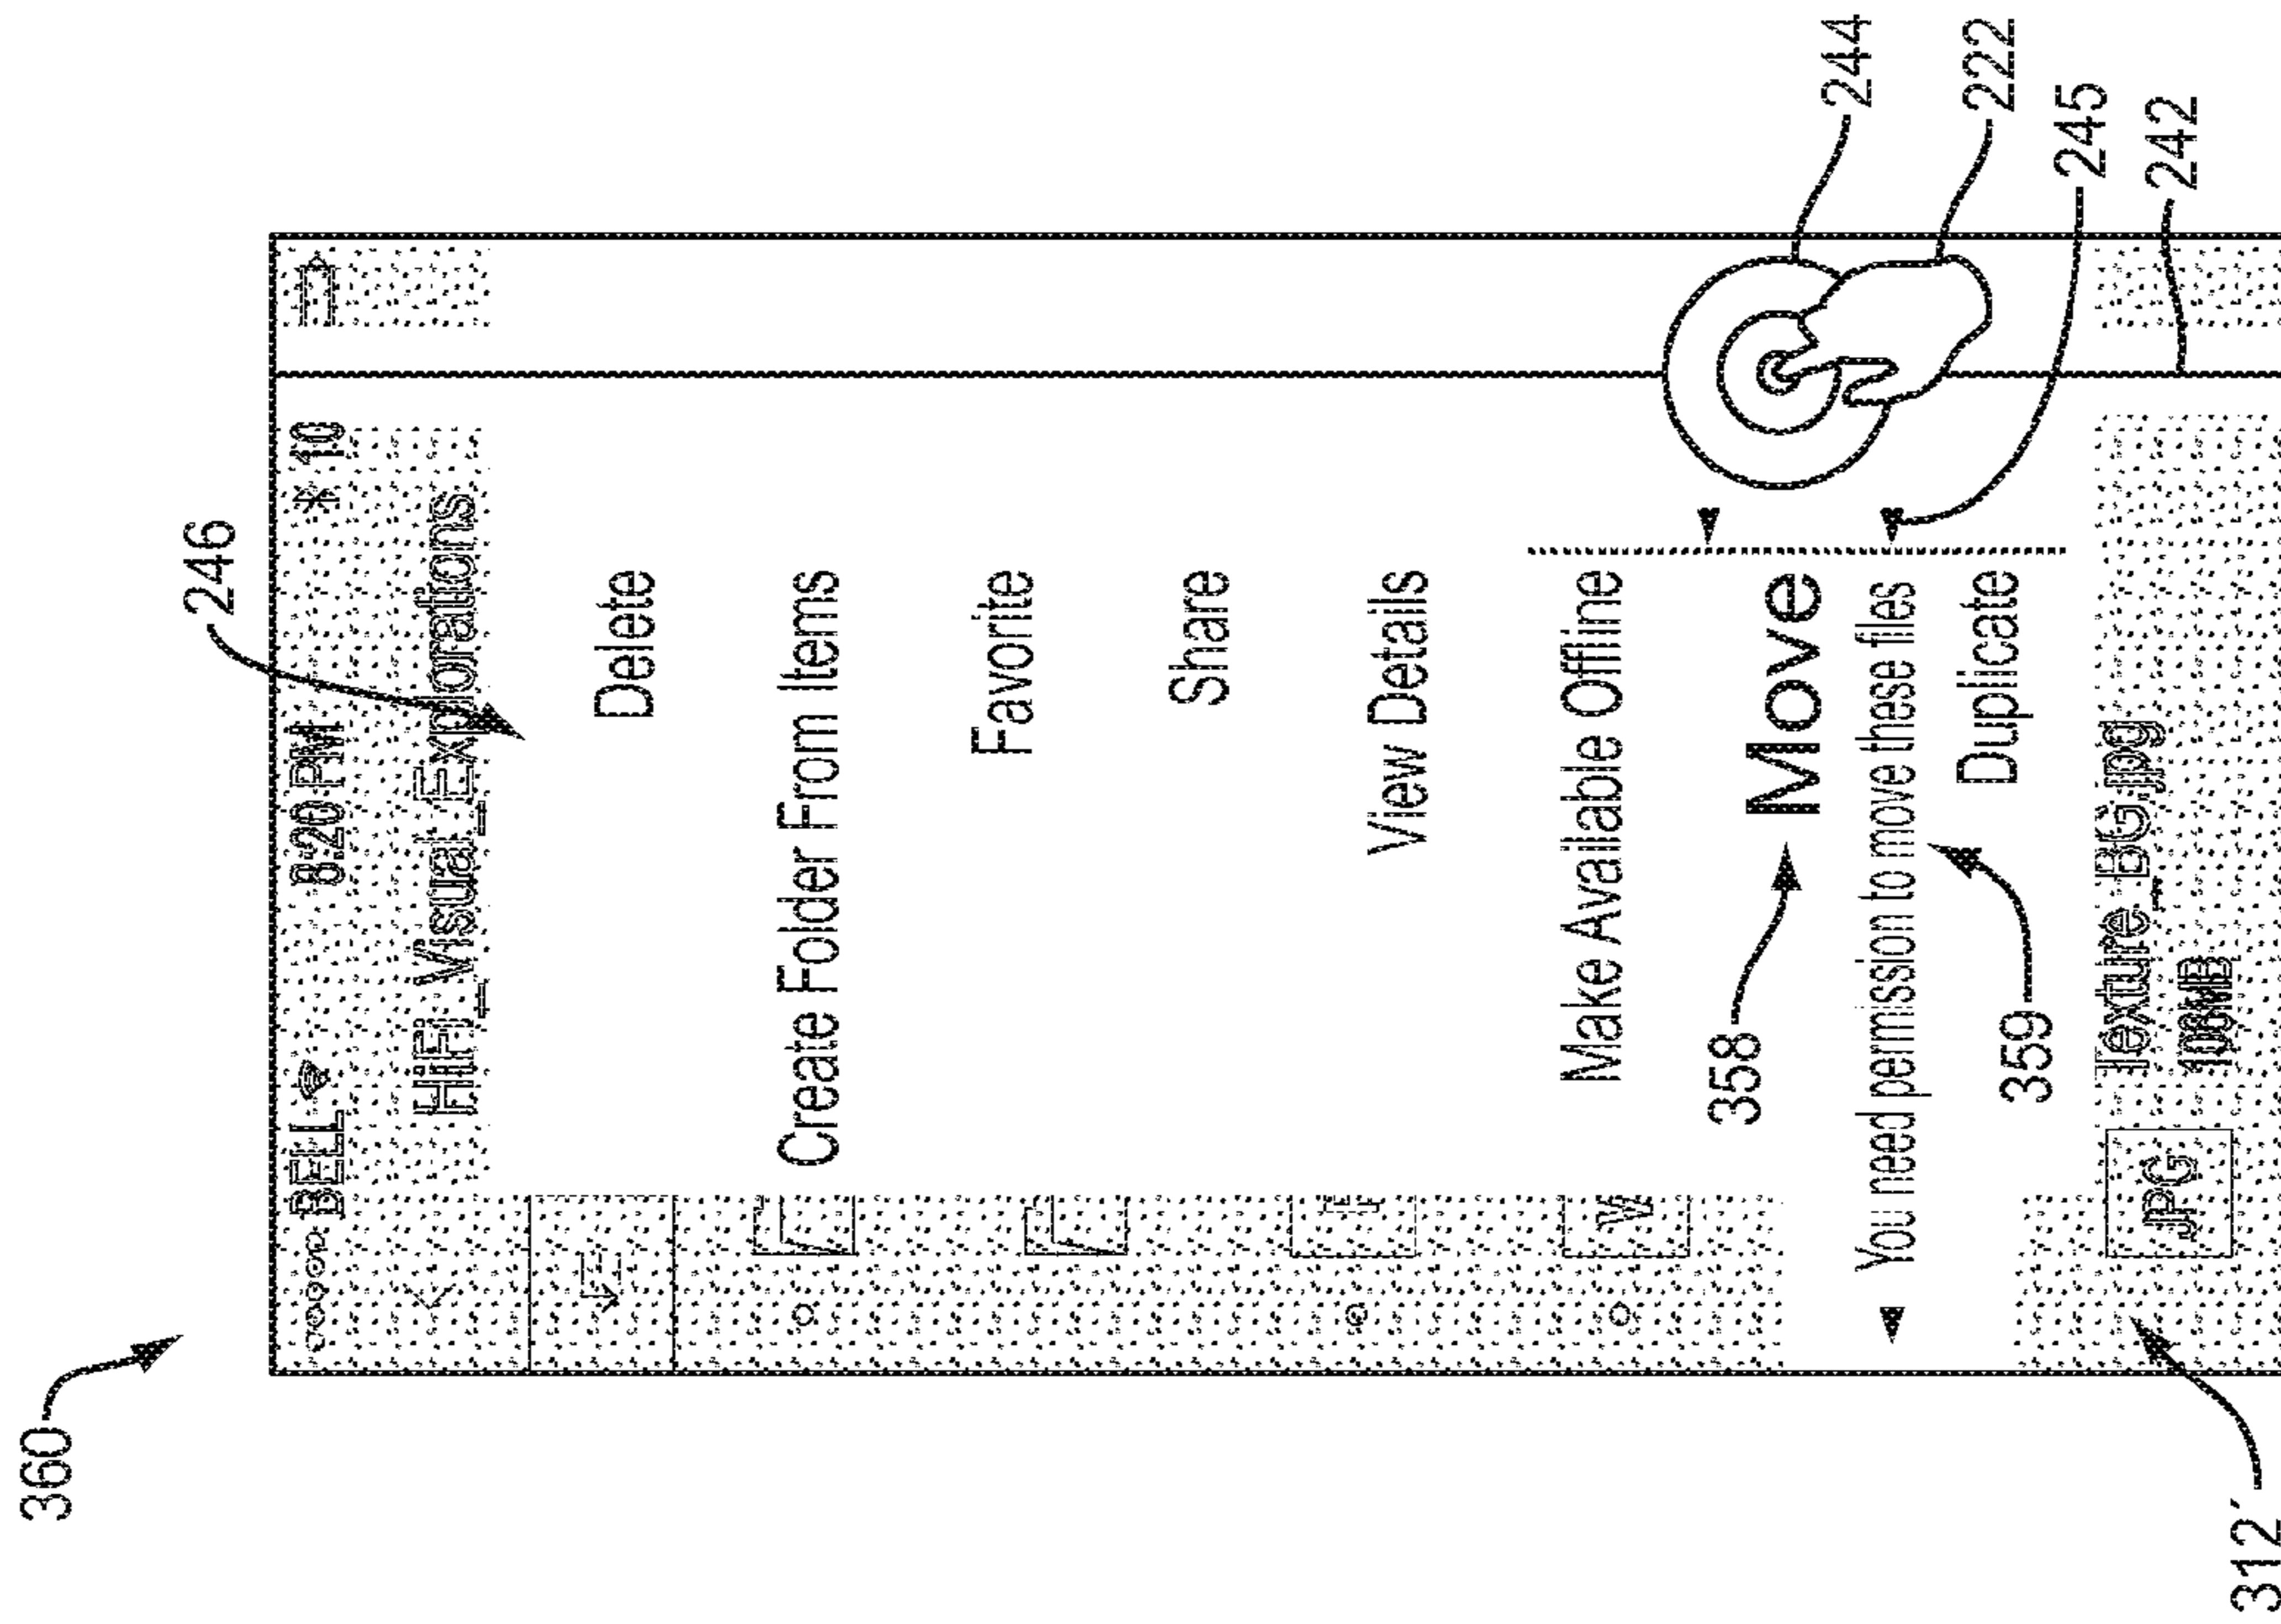 360
246
BELL 8:20 PM * 10
HiFi_Visual_Explorations
Delete
Create Folder From Items
Favorite
Share
View Details
W
Make Available Offline
244
358
Move
222
You need permission to move these files
245
359
Duplicate
242
312′
JPG
Texture_BG.jpg
108MB